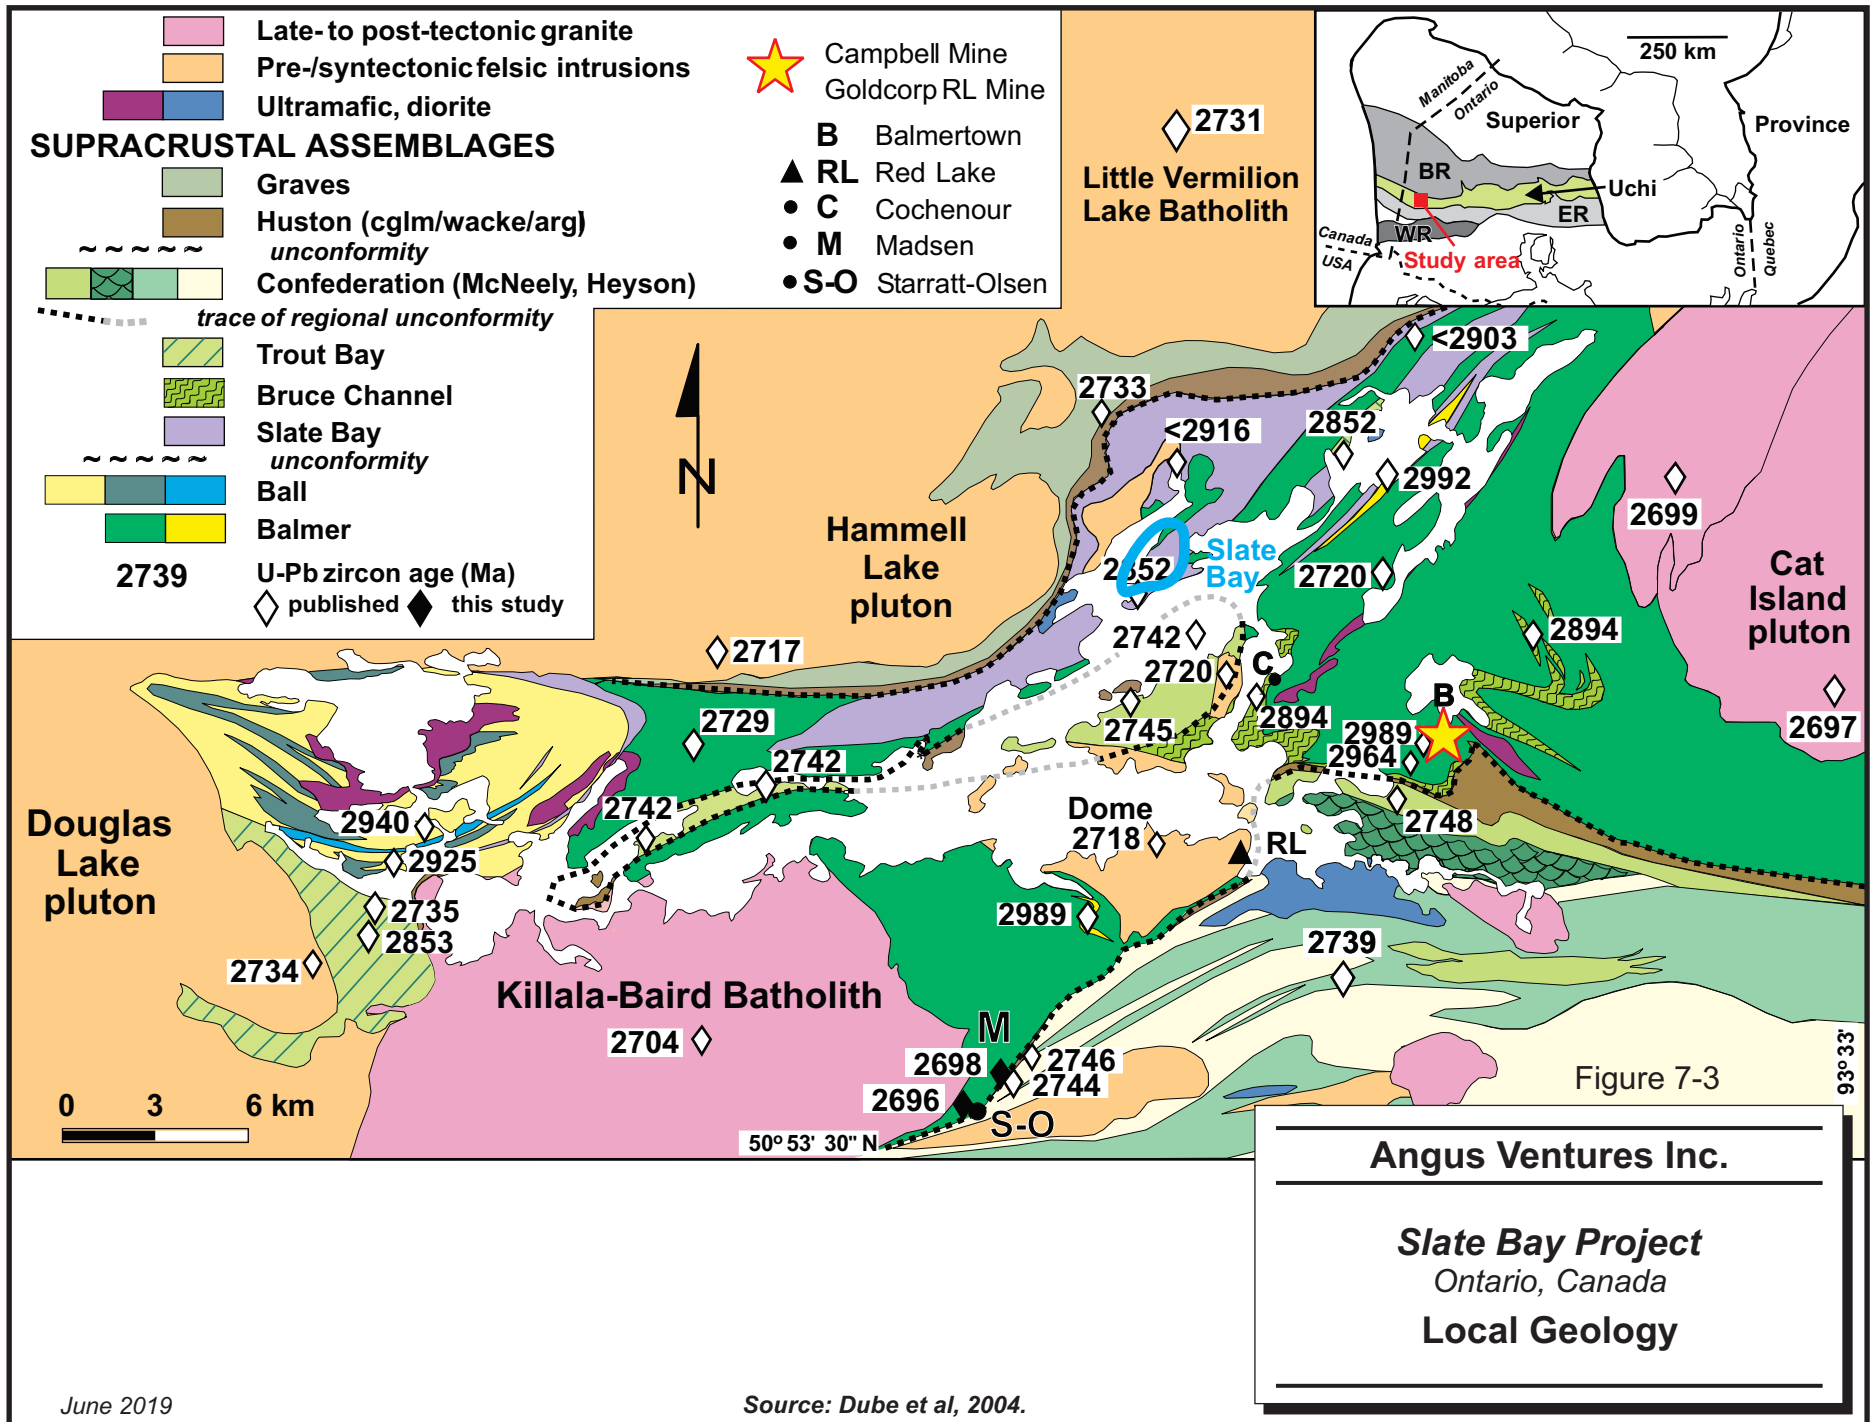 Late- to post-tectonic granite
Pre-/syntectonic felsic intrusions
Ultramafic, diorite
SUPRACRUSTAL ASSEMBLAGES
Graves
Huston (cglm/wacke/arg)
unconformity
Confederation (McNeely, Heyson)
trace of regional unconformity
Trout Bay
Bruce Channel
Slate Bay
unconformity
Ball
Balmer
2739 U-Pb zircon age (Ma)
published this study
Campbell Mine
Goldcorp RL Mine
B Balmertown
RL Red Lake
C Cochenour
M Madsen
S-O Starratt-Olsen
2731
Little Vermilion
Lake Batholith
250 km
Manitoba
Ontario
Superior
Province
BR
Uchi
ER
WR
Canada
USA
Study area
Ontario
Quebec
N
<2903
2733
<2916
2852
2992
2699
Hammell
Lake
pluton
Slate
Bay
2852
2720
Cat
Island
pluton
2894
2742
2717
2720
C
2697
B
2745
2894
2989
2964
2729
2742
2742
Dome
2718
RL
2748
Douglas
Lake
pluton
2940
2925
2735
2853
2734
2989
2739
Killala-Baird Batholith
2704
M
2698
2746
2744
2696
S-O
0 3 6 km
50º 53' 30" N
93º 33'
Figure 7-3
Angus Ventures Inc.
Slate Bay Project
Ontario, Canada
Local Geology
June 2019
Source: Dube et al, 2004.